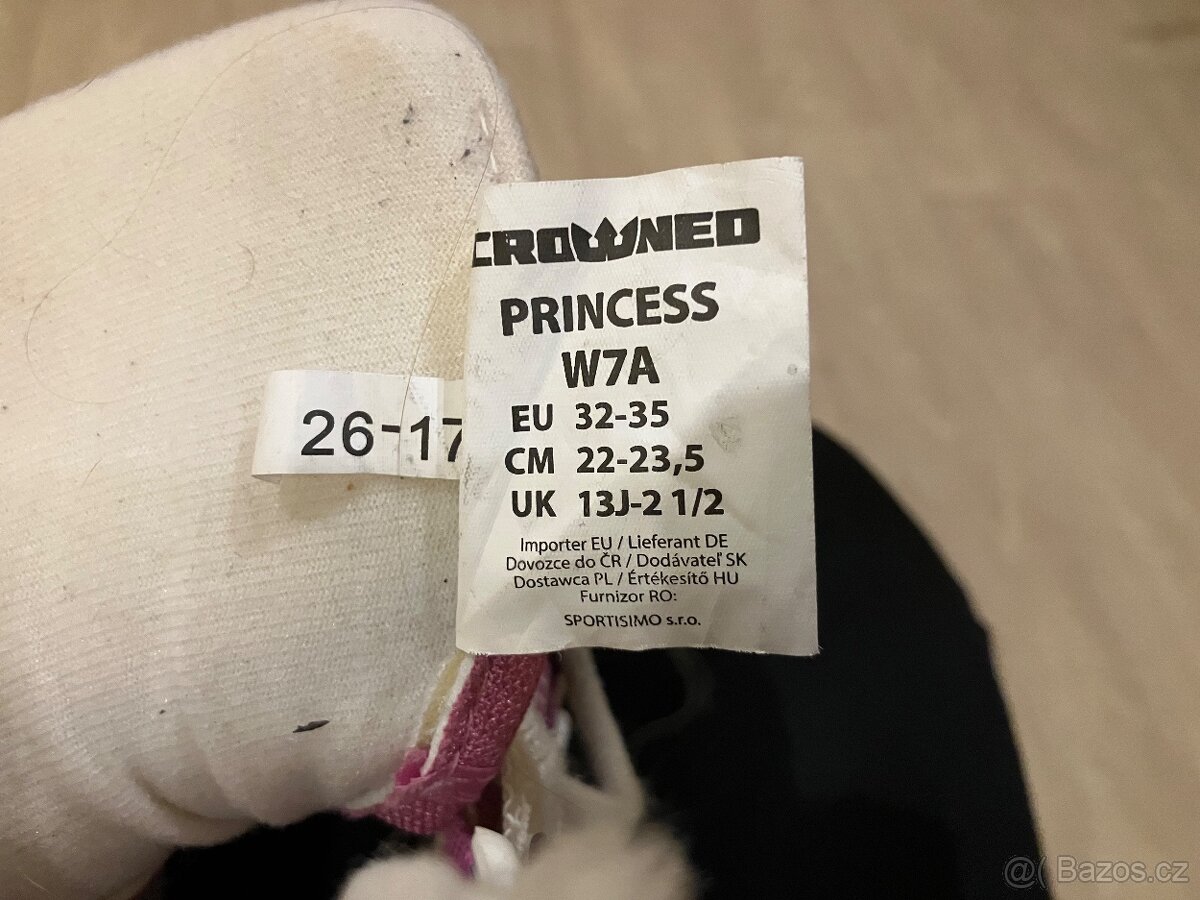 CROWNED
PRINCESS
W7A
EU 32-35
CM 22-23,5
UK 13J-2 1/2
Importer EU / Lieferant DE
Dovozce do ČR / Dodávateľ SK
Dostawca PL / Értékesítő HU
Furnizor RO:
SPORTISIMO s.r.o.
26-17
@( Bazos.cz